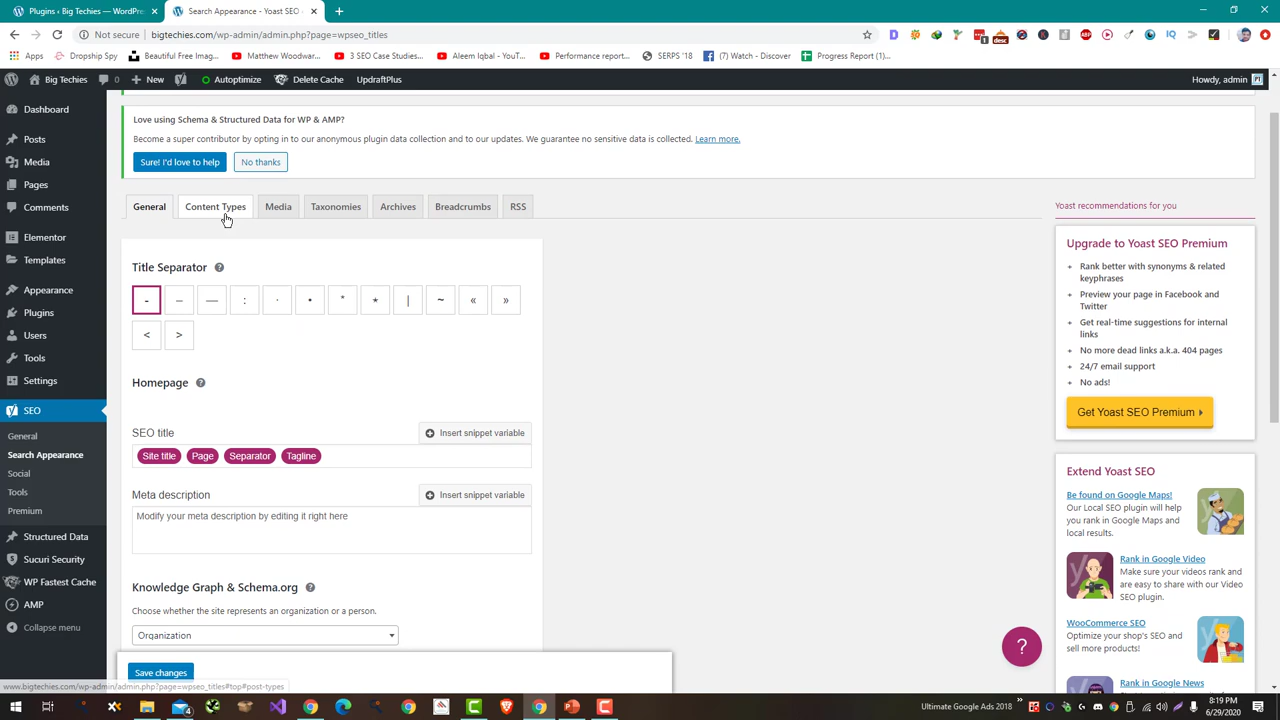 Plugins ‹ Big Techies — WordPres
Search Appearance - Yoast SEO ‹
Not secure
bigtechies.com/wp-admin/admin.php?page=wpseo_titles
Apps
Dropship Spy
Beautiful Free Imag...
Matthew Woodwar...
3 SEO Case Studies...
Aleem Iqbal - YouT...
Performance report...
SERPS '18
(7) Watch - Discover
Progress Report (1)...
Big Techies
0
New
Autoptimize
Delete Cache
UpdraftPlus
Howdy, admin
Dashboard
Posts
Media
Pages
Comments
Elementor
Templates
Appearance
Plugins
Users
Tools
Settings
SEO
General
Search Appearance
Social
Tools
Premium
Structured Data
Sucuri Security
WP Fastest Cache
AMP
Collapse menu
Love using Schema & Structured Data for WP & AMP?
Become a super contributor by opting in to our anonymous plugin data collection and to our updates. We guarantee no sensitive data is collected. Learn more.
Sure! I'd love to help
No thanks
General
Content Types
Media
Taxonomies
Archives
Breadcrumbs
RSS
Title Separator
- – — : · • * ⋆ | ~ « »
< >
Homepage
SEO title
Insert snippet variable
Site title
Page
Separator
Tagline
Meta description
Insert snippet variable
Modify your meta description by editing it right here
Knowledge Graph & Schema.org
Choose whether the site represents an organization or a person.
Organization
Save changes
www.bigtechies.com/wp-admin/admin.php?page=wpseo_titles#top#post-types
Yoast recommendations for you
Upgrade to Yoast SEO Premium
+ Rank better with synonyms & related
keyphrases
+ Preview your page in Facebook and
Twitter
+ Get real-time suggestions for internal
links
+ No more dead links a.k.a. 404 pages
+ 24/7 email support
+ No ads!
Get Yoast SEO Premium
Extend Yoast SEO
Be found on Google Maps!
Our Local SEO plugin will help
you rank in Google Maps and
local results.
Rank in Google Video
Make sure your videos rank and
are easy to share with our Video
SEO plugin.
WooCommerce SEO
Optimize your shop's SEO and
sell more products!
Rank in Google News
?
Ultimate Google Ads 2018
8:19 PM
6/29/2020